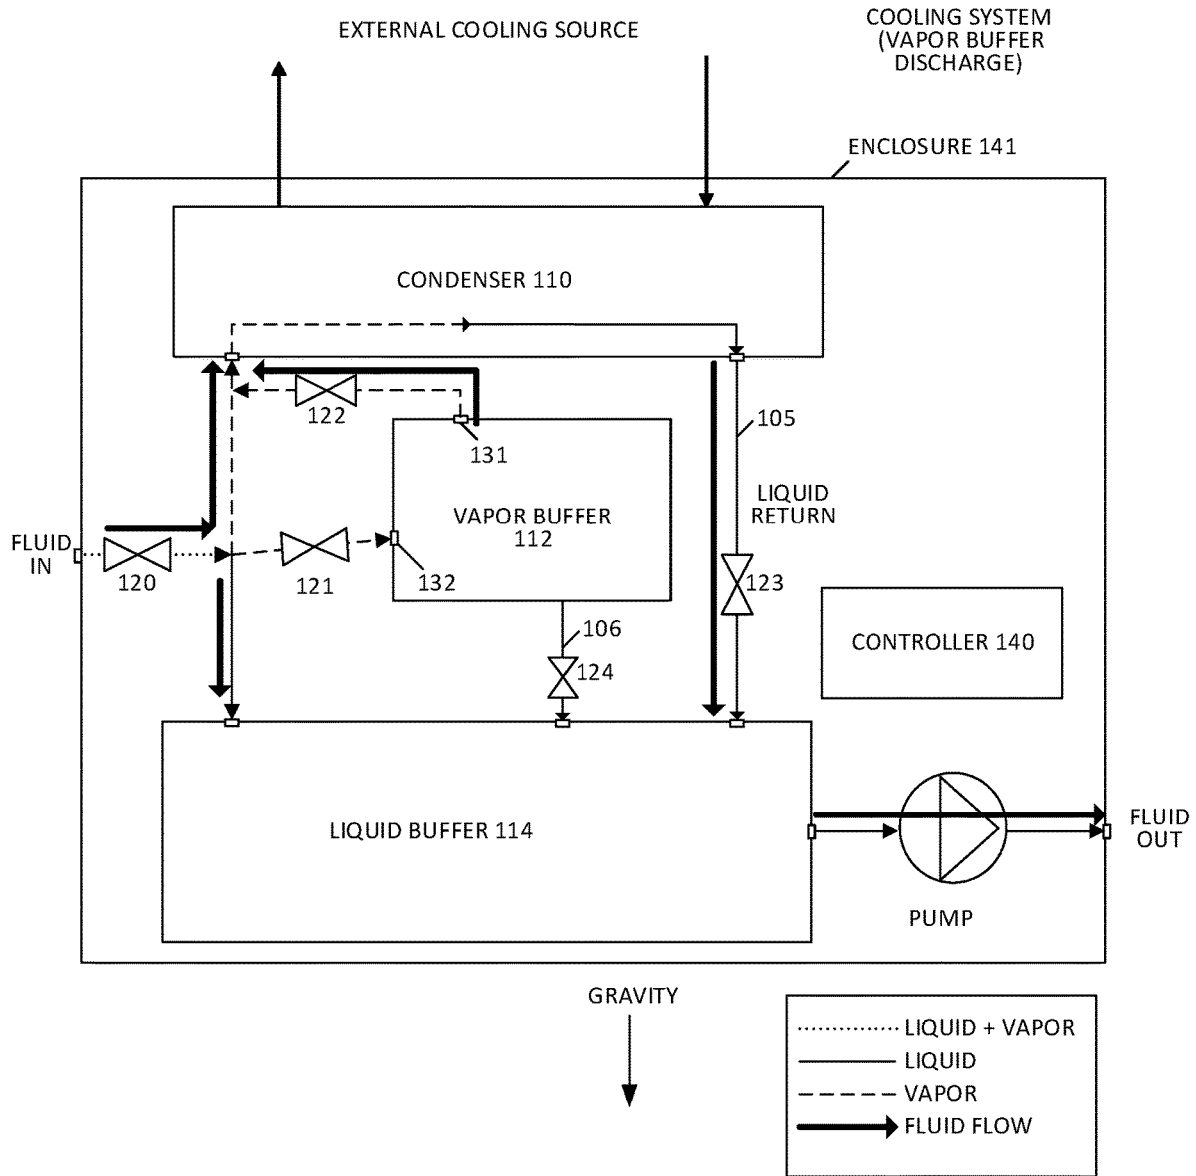 EXTERNAL COOLING SOURCE
COOLING SYSTEM
(VAPOR BUFFER
DISCHARGE)
ENCLOSURE 141
CONDENSER 110
122
131
105
VAPOR BUFFER
112
LIQUID
RETURN
FLUID
IN
120
121
132
123
106
124
CONTROLLER 140
LIQUID BUFFER 114
FLUID
OUT
PUMP
GRAVITY
LIQUID + VAPOR
LIQUID
VAPOR
FLUID FLOW